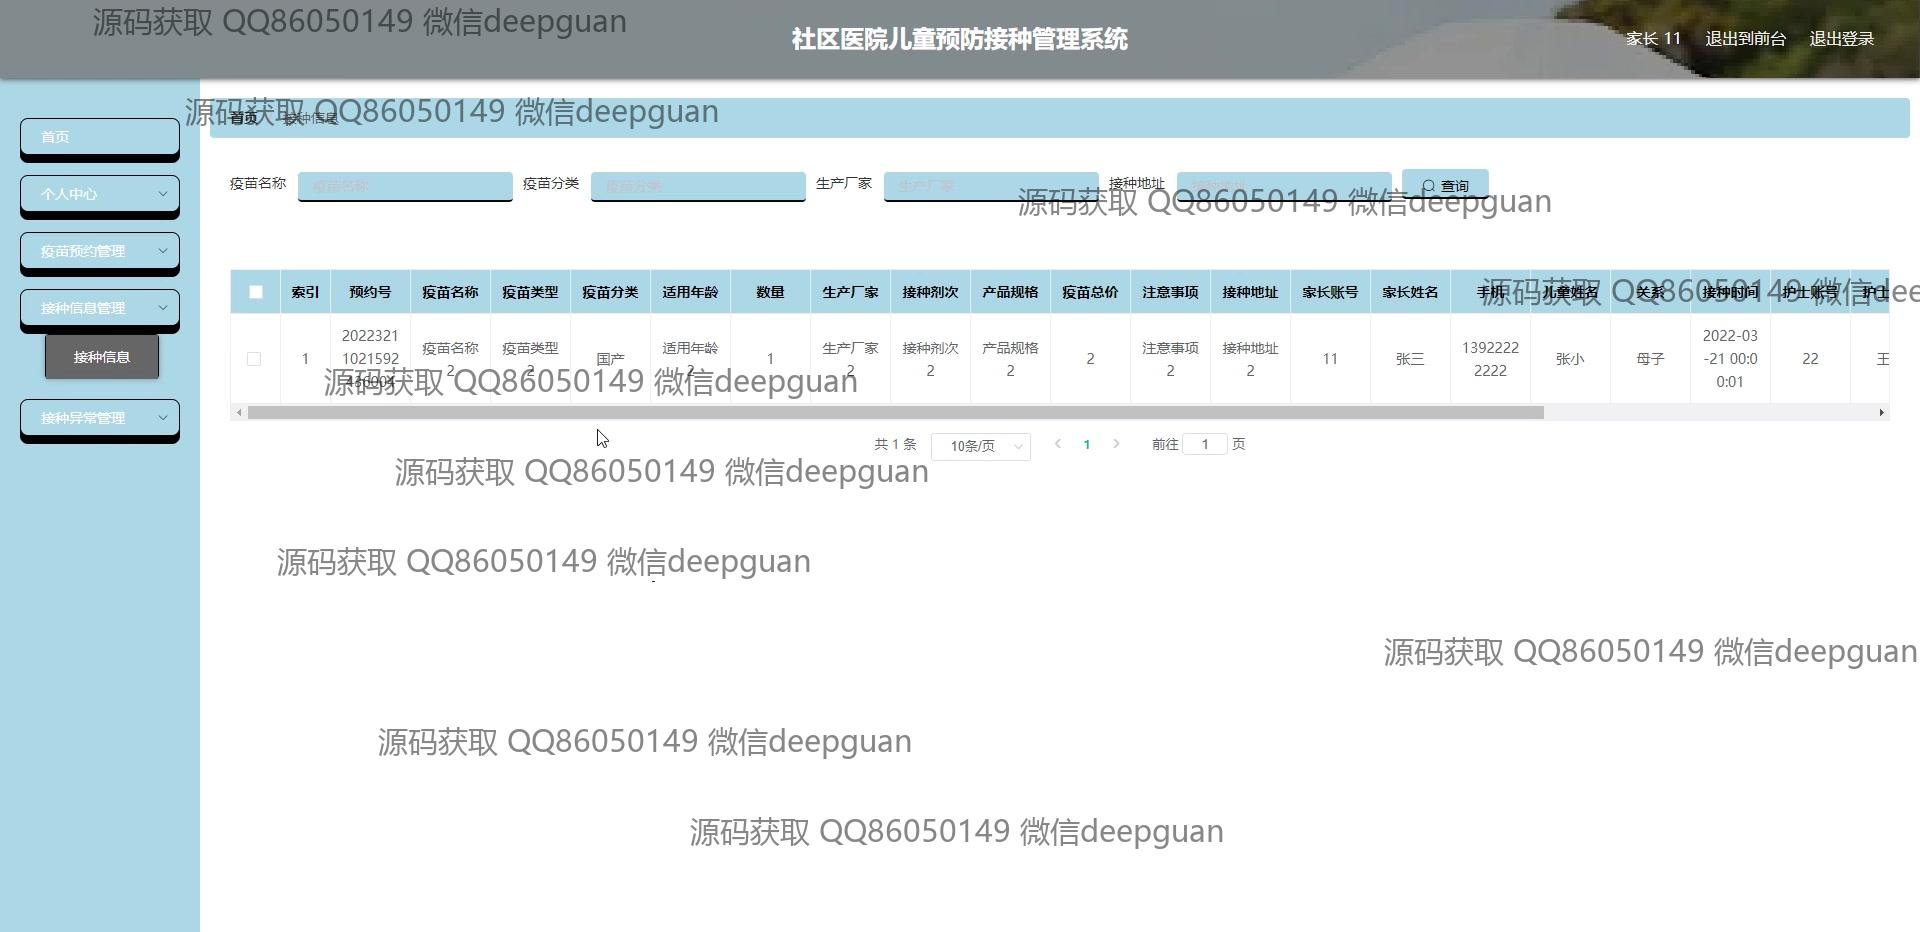 源码获取 QQ86050149 微信deepguan
社区医院儿童预防接种管理系统
家长 11 退出到前台 退出登录
源码获取 QQ86050149 微信deepguan
首页 接种信息
首页
个人中心
疫苗预约管理
接种信息管理
接种信息
接种异常管理
疫苗名称 疫苗名称 疫苗分类 疫苗分类 生产厂家 生产厂家 接种地址 接种地址 查询
源码获取 QQ86050149 微信deepguan
索引 预约号 疫苗名称 疫苗类型 疫苗分类 适用年龄 数量 生产厂家 接种剂次 产品规格 疫苗总价 注意事项 接种地址 家长账号 家长姓名 手机 儿童姓名 关系 接种时间 护士账号 护士
源码获取 QQ86050149 微信deepguan
1 2022321 1021592 436004 疫苗名称 2 疫苗类型 2 国产 适用年龄 2 1 生产厂家 2 接种剂次 2 产品规格 2 2 注意事项 2 接种地址 2 11 张三 1392222 2222 张小 母子 2022-03 -21 00:0 0:01 22 王
源码获取 QQ86050149 微信deepguan
共 1 条 10条/页 1 前往 1 页
源码获取 QQ86050149 微信deepguan
源码获取 QQ86050149 微信deepguan
源码获取 QQ86050149 微信deepguan
源码获取 QQ86050149 微信deepguan
源码获取 QQ86050149 微信deepguan